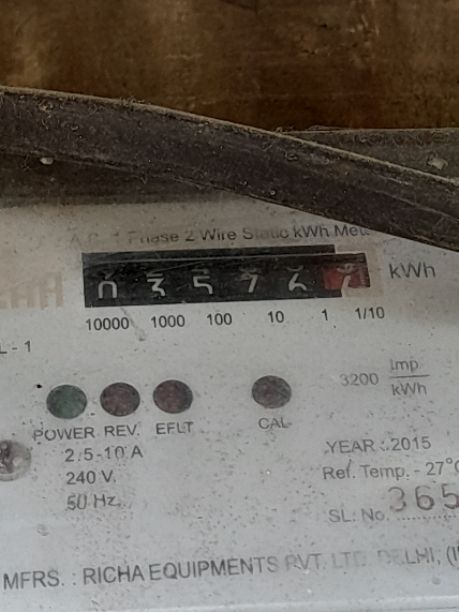 A.C. 1 Phase 2 Wire Static kWh Met
kWh
10000 1000 100 10 1 1/10
L - 1
3200 Imp
kWh
POWER REV. EFLT CAL
2.5-10 A
240 V.
50 Hz.
YEAR : 2015
Ref. Temp. - 27°C
SL. No. 365
MFRS. : RICHA EQUIPMENTS PVT. LTD. DELHI, (I